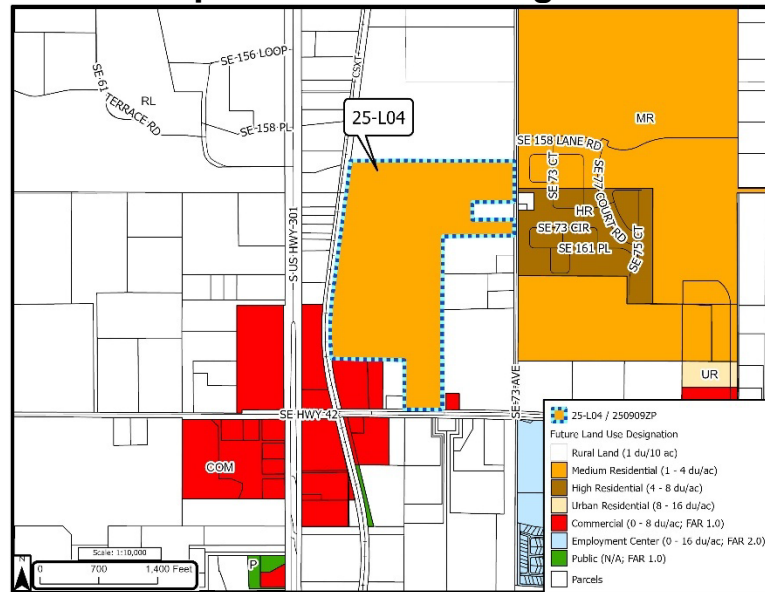 SE 156 LOOP
SE-61 TERRACE RD
RL
SE-158 PL
CSXT
25-L04
MR
SE 158 LANE RD
SE 73 CT
SE-77 COURT RD
HR
SE 73 CIR
SE 161 PL
SE-75 CT
S US HWY-301
SE-73 AVE
UR
SE HWY-42
COM
P
25-L04 / 250909ZP
Future Land Use Designation
Rural Land (1 du/10 ac)
Medium Residential (1 - 4 du/ac)
High Residential (4 - 8 du/ac)
Urban Residential (8 - 16 du/ac)
Commercial (0 - 8 du/ac; FAR 1.0)
Employment Center (0 - 16 du/ac; FAR 2.0)
Public (N/A; FAR 1.0)
Parcels
N
Scale: 1:10,000
0 700 1,400 Feet